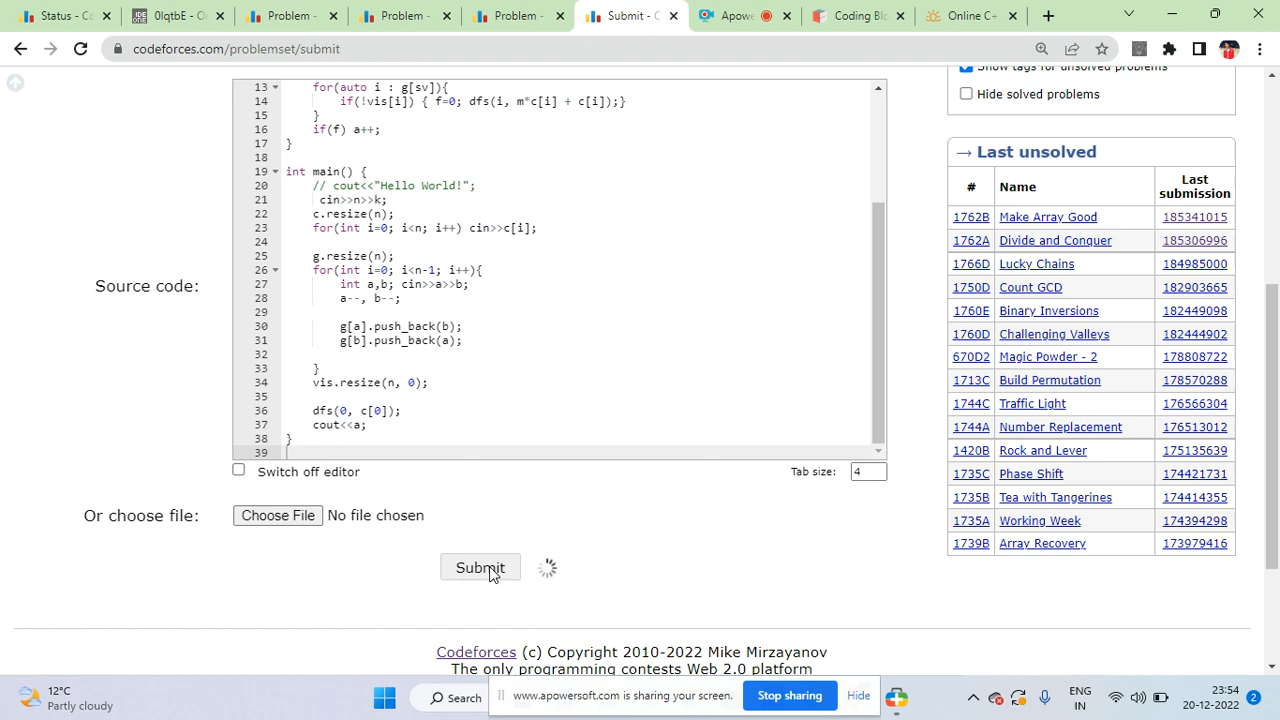 Status - Co
0lqtbE - On
Problem -
Problem -
Problem -
Submit - C
Apowe
Coding Blo
Online C+
codeforces.com/problemset/submit
Show tags for unsolved problems
Hide solved problems
Source code:
13 for(auto i : g[sv]){
14 if(!vis[i]) { f=0; dfs(i, m*c[i] + c[i]);}
15 }
16 if(f) a++;
17 }
18
19 int main() {
20 // cout<<"Hello World!";
21 cin>>n>>k;
22 c.resize(n);
23 for(int i=0; i<n; i++) cin>>c[i];
24
25 g.resize(n);
26 for(int i=0; i<n-1; i++){
27 int a,b; cin>>a>>b;
28 a--, b--;
29
30 g[a].push_back(b);
31 g[b].push_back(a);
32
33 }
34 vis.resize(n, 0);
35
36 dfs(0, c[0]);
37 cout<<a;
38 }
39
Switch off editor
Tab size: 4
Or choose file:
Choose File No file chosen
Submit
→ Last unsolved
# Name Last submission
1762B Make Array Good 185341015
1762A Divide and Conquer 185306996
1766D Lucky Chains 184985000
1750D Count GCD 182903665
1760E Binary Inversions 182449098
1760D Challenging Valleys 182444902
670D2 Magic Powder - 2 178808722
1713C Build Permutation 178570288
1744C Traffic Light 176566304
1744A Number Replacement 176513012
1420B Rock and Lever 175135639
1735C Phase Shift 174421731
1735B Tea with Tangerines 174414355
1735A Working Week 174394298
1739B Array Recovery 173979416
Codeforces (c) Copyright 2010-2022 Mike Mirzayanov
The only programming contests Web 2.0 platform
12°C
Partly cloudy
Search
www.apowersoft.com is sharing your screen.
Stop sharing
Hide
ENG
IN
23:54
20-12-2022
2